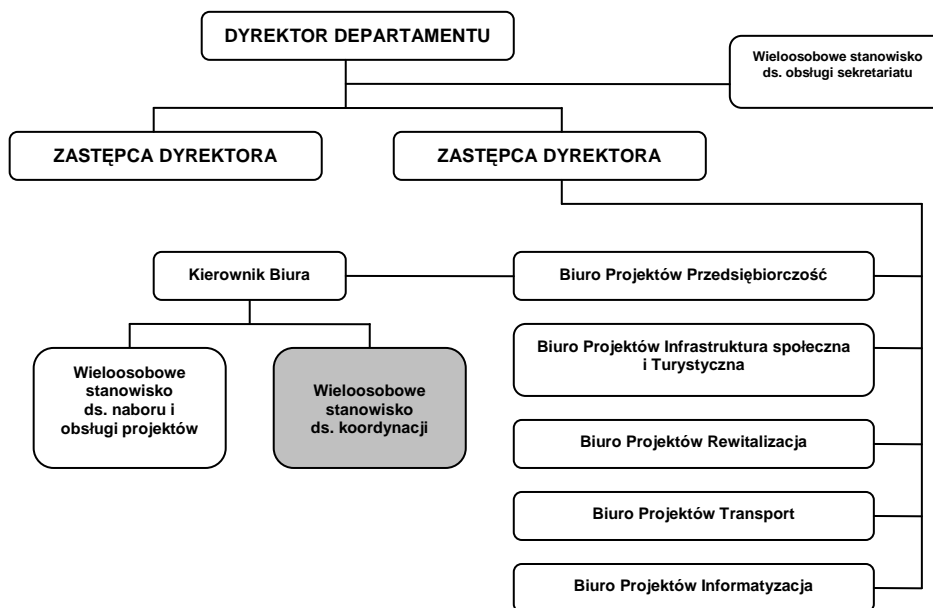 DYREKTOR DEPARTAMENTU
Wieloosobowe stanowisko
ds. obsługi sekretariatu
ZASTĘPCA DYREKTORA
ZASTĘPCA DYREKTORA
Kierownik Biura
Biuro Projektów Przedsiębiorczość
Biuro Projektów Infrastruktura społeczna
i Turystyczna
Wieloosobowe
stanowisko
ds. naboru i
obsługi projektów
Wieloosobowe
stanowisko
ds. koordynacji
Biuro Projektów Rewitalizacja
Biuro Projektów Transport
Biuro Projektów Informatyzacja